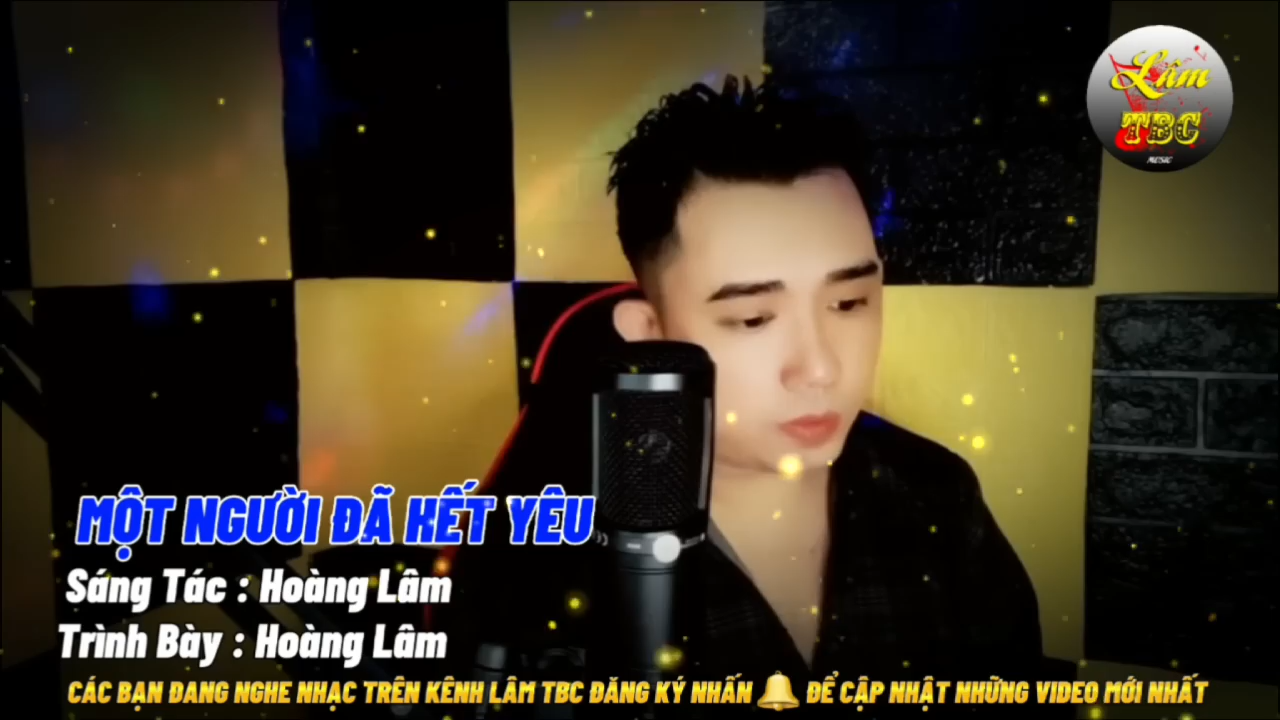 Lâm
TBC
MUSIC
MỘT NGƯỜI ĐÃ HẾT YÊU
Sáng Tác : Hoàng Lâm
Trình Bày : Hoàng Lâm
CÁC BẠN ĐANG NGHE NHẠC TRÊN KÊNH LÂM TBC ĐĂNG KÝ NHẤN 🔔 ĐỂ CẬP NHẬT NHỮNG VIDEO MỚI NHẤT